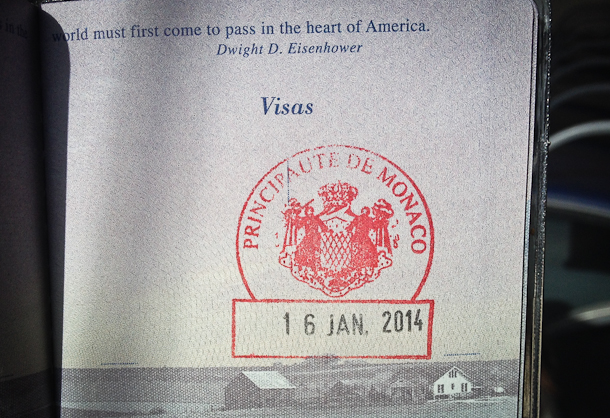 world must first come to pass in the heart of America.
Dwight D. Eisenhower
Visas
PRINCIPAUTE DE MONACO
1 6 JAN. 2014